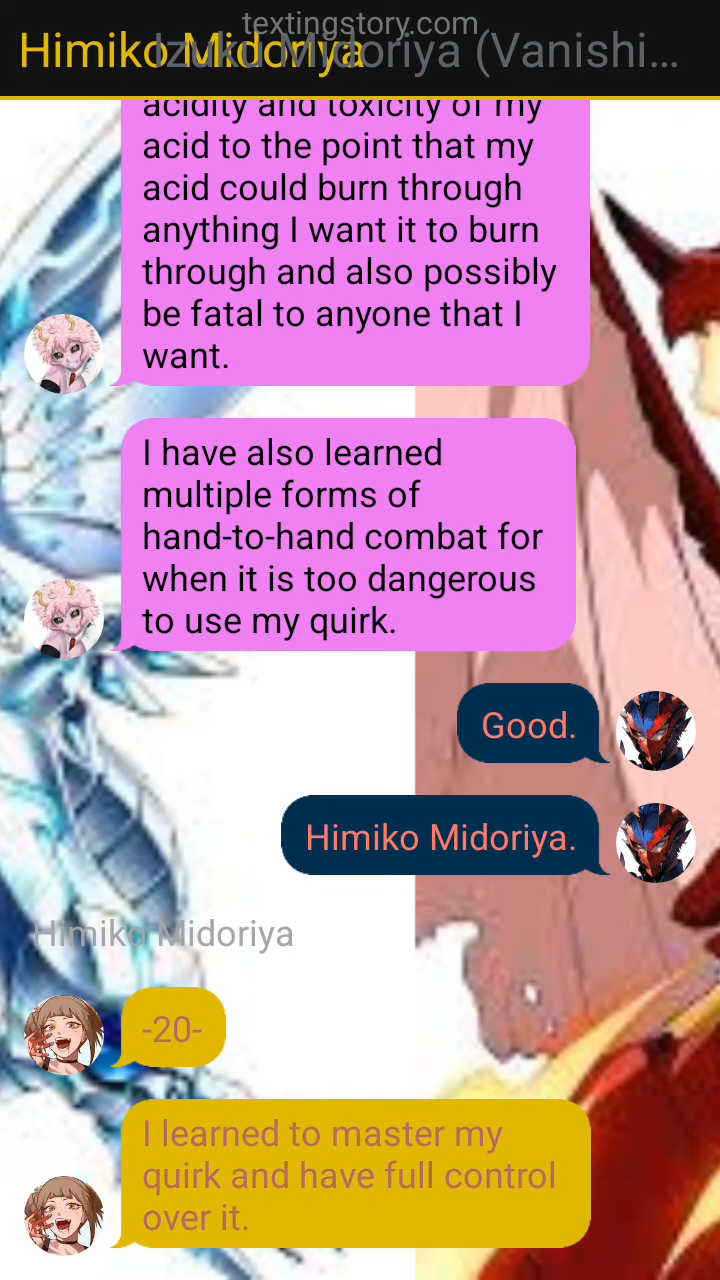 textingstory.com
Himiko Midoriya
Izuku Midoriya (Vanishi...
acidity and toxicity of my
acid to the point that my
acid could burn through
anything I want it to burn
through and also possibly
be fatal to anyone that I
want.
I have also learned
multiple forms of
hand-to-hand combat for
when it is too dangerous
to use my quirk.
Good.
Himiko Midoriya.
Himiko Midoriya
-20-
I learned to master my
quirk and have full control
over it.